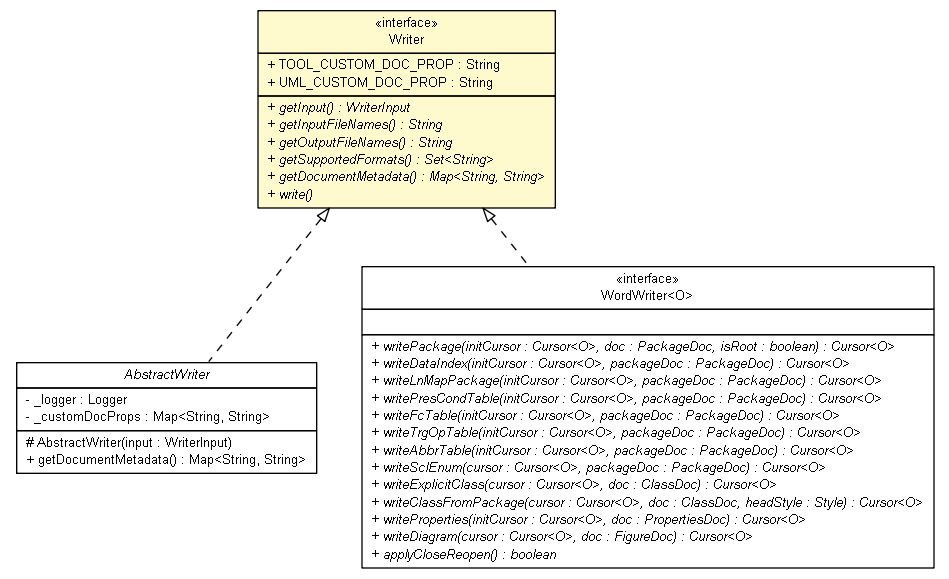 «interface»
Writer
+ TOOL_CUSTOM_DOC_PROP : String
+ UML_CUSTOM_DOC_PROP : String
+ getInput() : WriterInput
+ getInputFileNames() : String
+ getOutputFileNames() : String
+ getSupportedFormats() : Set<String>
+ getDocumentMetadata() : Map<String, String>
+ write()
«interface»
WordWriter<O>
+ writePackage(initCursor : Cursor<O>, doc : PackageDoc, isRoot : boolean) : Cursor<O>
+ writeDataIndex(initCursor : Cursor<O>, packageDoc : PackageDoc) : Cursor<O>
+ writeLnMapPackage(initCursor : Cursor<O>, packageDoc : PackageDoc) : Cursor<O>
+ writePresCondTable(initCursor : Cursor<O>, packageDoc : PackageDoc) : Cursor<O>
+ writeFcTable(initCursor : Cursor<O>, packageDoc : PackageDoc) : Cursor<O>
+ writeTrgOpTable(initCursor : Cursor<O>, packageDoc : PackageDoc) : Cursor<O>
+ writeAbbrTable(initCursor : Cursor<O>, packageDoc : PackageDoc) : Cursor<O>
+ writeSclEnum(cursor : Cursor<O>, packageDoc : PackageDoc) : Cursor<O>
+ writeExplicitClass(cursor : Cursor<O>, doc : ClassDoc) : Cursor<O>
+ writeClassFromPackage(cursor : Cursor<O>, doc : ClassDoc, headStyle : Style) : Cursor<O>
+ writeProperties(initCursor : Cursor<O>, doc : PropertiesDoc) : Cursor<O>
+ writeDiagram(cursor : Cursor<O>, doc : FigureDoc) : Cursor<O>
+ applyCloseReopen() : boolean
AbstractWriter
- _logger : Logger
- _customDocProps : Map<String, String>
# AbstractWriter(input : WriterInput)
+ getDocumentMetadata() : Map<String, String>